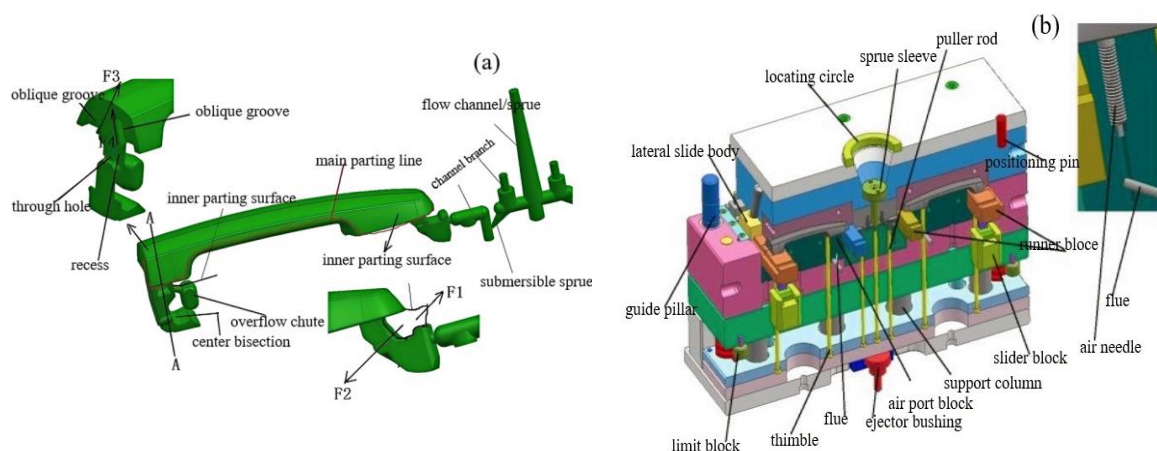 (a)
F3
oblique groove
oblique groove
flow channel/sprue
main parting line
channel branch
through hole
inner parting surface
A
recess
inner parting surface
submersible sprue
F1
overflow chute
center bisection
A
F2
(b)
puller rod
sprue sleeve
locating circle
lateral slide body
positioning pin
runner bloce
guide pillar
flue
slider block
air needle
support column
air port block
flue
ejector bushing
thimble
limit block